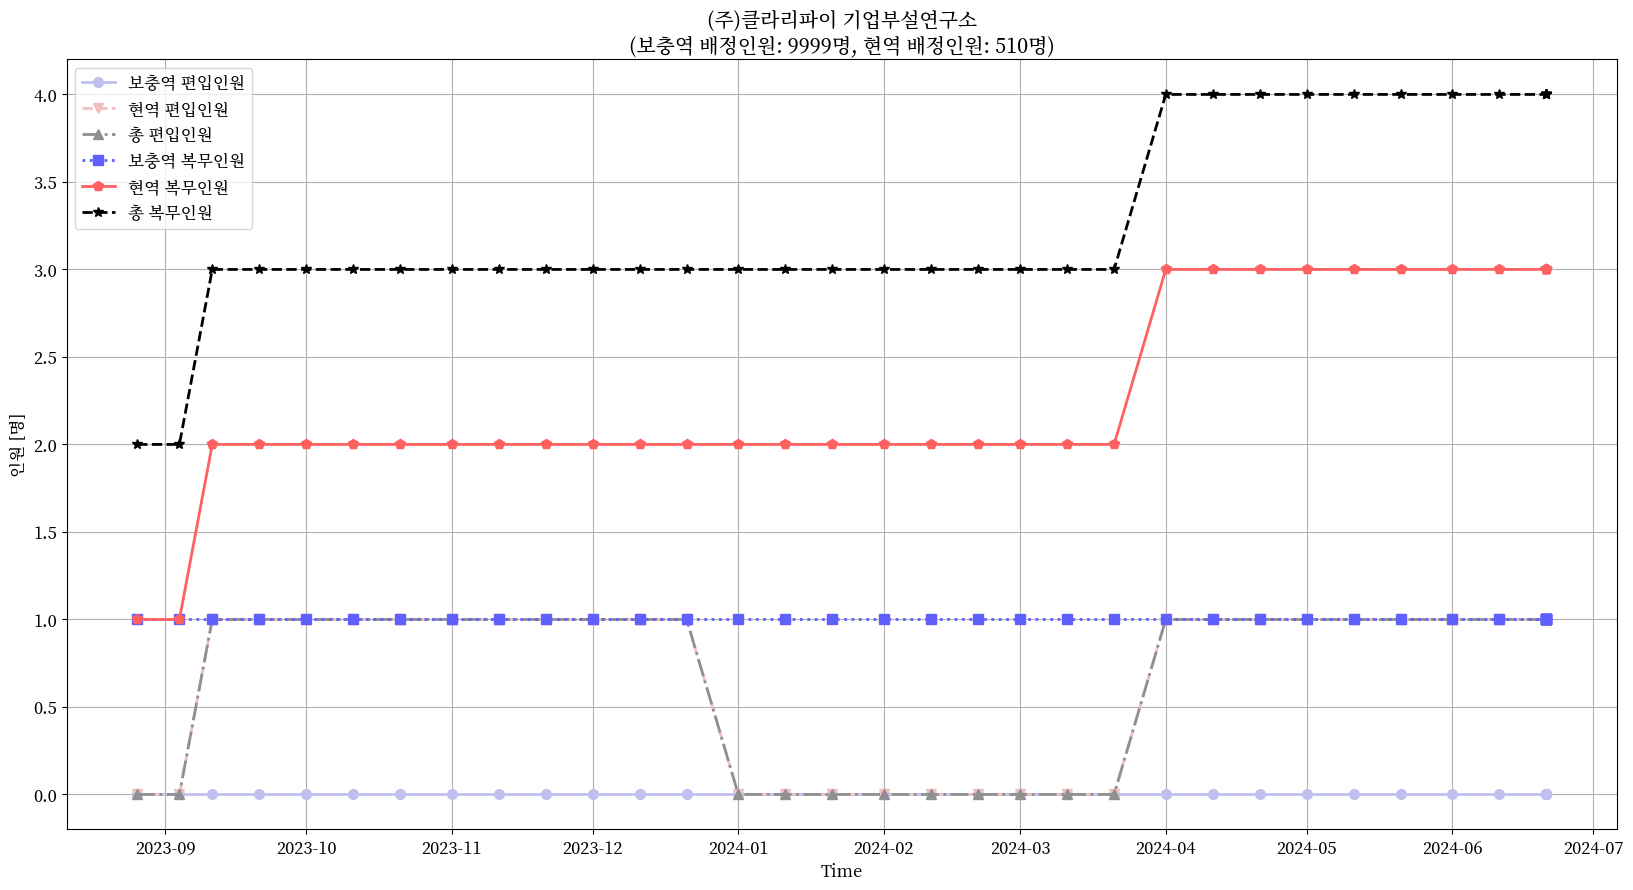 (주)클라리파이 기업부설연구소
(보충역 배정인원: 9999명, 현역 배정인원: 510명)
보충역 편입인원
현역 편입인원
총 편입인원
보충역 복무인원
현역 복무인원
총 복무인원
4.0
3.5
3.0
2.5
2.0
1.5
1.0
0.5
0.0
인원 [명]
2023-09
2023-10
2023-11
2023-12
2024-01
2024-02
2024-03
2024-04
2024-05
2024-06
2024-07
Time